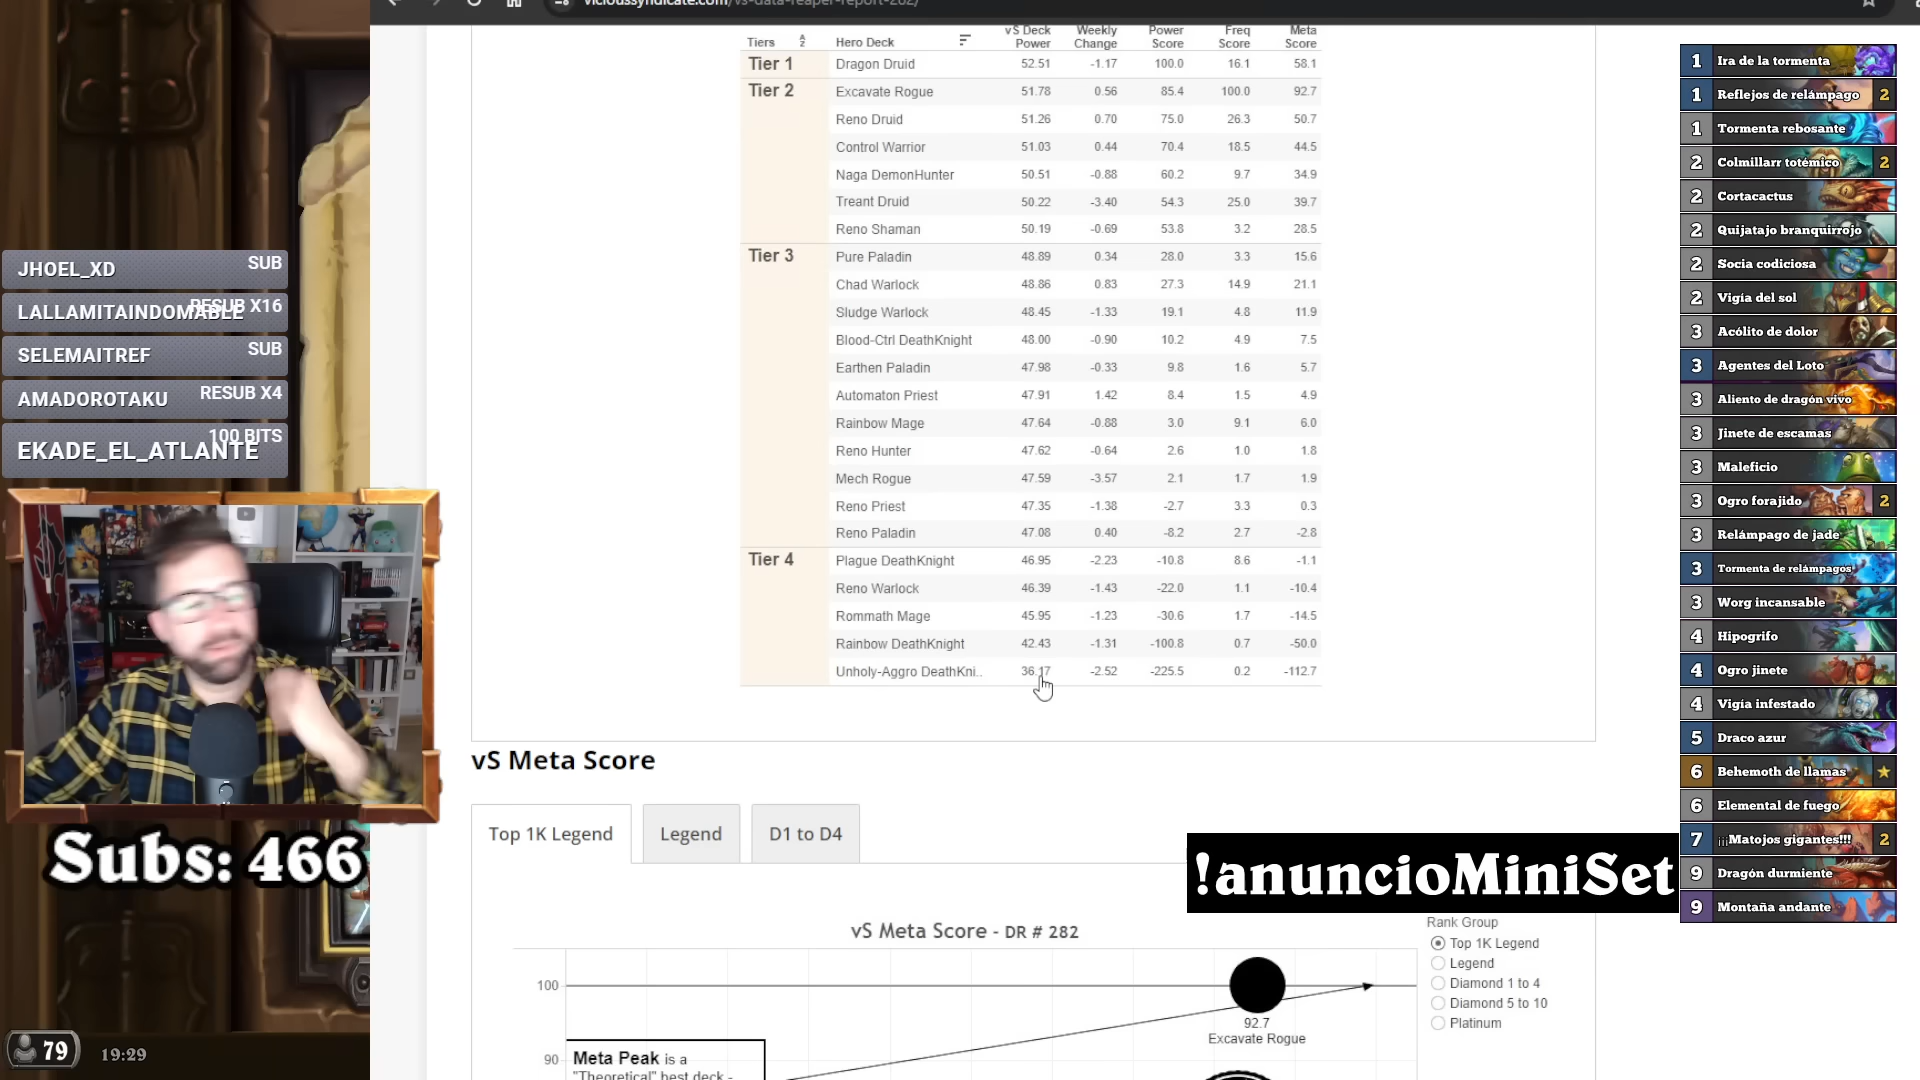 vicioussyndicate.com/vs-data-reaper-report-282/
Tiers Hero Deck vS Deck Power Weekly Change Power Score Freq Score Meta Score
Tier 1 Dragon Druid 52.51 -1.17 100.0 16.1 58.1
Tier 2 Excavate Rogue 51.78 0.56 85.4 100.0 92.7
Reno Druid 51.26 0.70 75.0 26.3 50.7
Control Warrior 51.03 0.44 70.4 18.5 44.5
Naga DemonHunter 50.51 -0.88 60.2 9.7 34.9
Treant Druid 50.22 -3.40 54.3 25.0 39.7
Reno Shaman 50.19 -0.69 53.8 3.2 28.5
Tier 3 Pure Paladin 48.89 0.34 28.0 3.3 15.6
Chad Warlock 48.86 0.83 27.3 14.9 21.1
Sludge Warlock 48.45 -1.33 19.1 4.8 11.9
Blood-Ctrl DeathKnight 48.00 -0.90 10.2 4.9 7.5
Earthen Paladin 47.98 -0.33 9.8 1.6 5.7
Automaton Priest 47.91 1.42 8.4 1.5 4.9
Rainbow Mage 47.64 -0.88 3.0 9.1 6.0
Reno Hunter 47.62 -0.64 2.6 1.0 1.8
Mech Rogue 47.59 -3.57 2.1 1.7 1.9
Reno Priest 47.35 -1.38 -2.7 3.3 0.3
Reno Paladin 47.08 0.40 -8.2 2.7 -2.8
Tier 4 Plague DeathKnight 46.95 -2.23 -10.8 8.6 -1.1
Reno Warlock 46.39 -1.43 -22.0 1.1 -10.4
Rommath Mage 45.95 -1.23 -30.6 1.7 -14.5
Rainbow DeathKnight 42.43 -1.31 -100.8 0.7 -50.0
Unholy-Aggro DeathKni.. 36.17 -2.52 -225.5 0.2 -112.7
vS Meta Score
Top 1K Legend Legend D1 to D4
vS Meta Score - DR # 282
100
92.7
Excavate Rogue
90
Meta Peak is a
"Theoretical" best deck -
Rank Group
Top 1K Legend
Legend
Diamond 1 to 4
Diamond 5 to 10
Platinum
JHOEL_XD SUB
LALLAMITAINDOMABLE RESUB X16
SELEMAITREF SUB
AMADOROTAKU RESUB X4
EKADE_EL_ATLANTE 100 BITS
Subs: 466
79 19:29
!anuncioMiniSet
1 Ira de la tormenta
1 Reflejos de relámpago 2
1 Tormenta rebosante
2 Colmillarr totémico 2
2 Cortacactus
2 Quijatajo branquirrojo
2 Socia codiciosa
2 Vigía del sol
3 Acólito de dolor
3 Agentes del Loto
3 Aliento de dragón vivo
3 Jinete de escamas
3 Maleficio
3 Ogro forajido 2
3 Relámpago de jade
3 Tormenta de relámpagos
3 Worg incansable
4 Hipogrifo
4 Ogro jinete
4 Vigía infestado
5 Draco azur
6 Behemoth de llamas
6 Elemental de fuego
7 ¡¡¡Matojos gigantes!!! 2
9 Dragón durmiente
9 Montaña andante